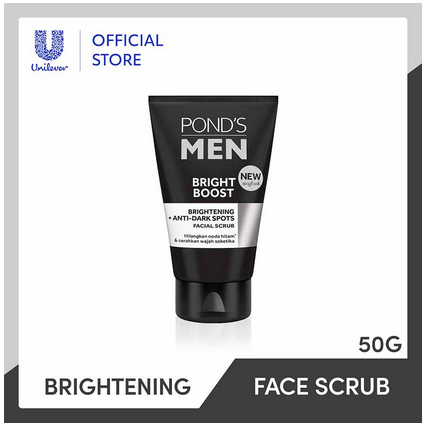 Unilever
OFFICIAL
STORE
POND'S
MEN
BRIGHT
BOOST
NEW
BRIGHTENING
+ ANTI-DARK SPOTS
FACIAL SCRUB
Hilangkan noda hitam
& cerahkan wajah seketika
50G
BRIGHTENING
FACE SCRUB